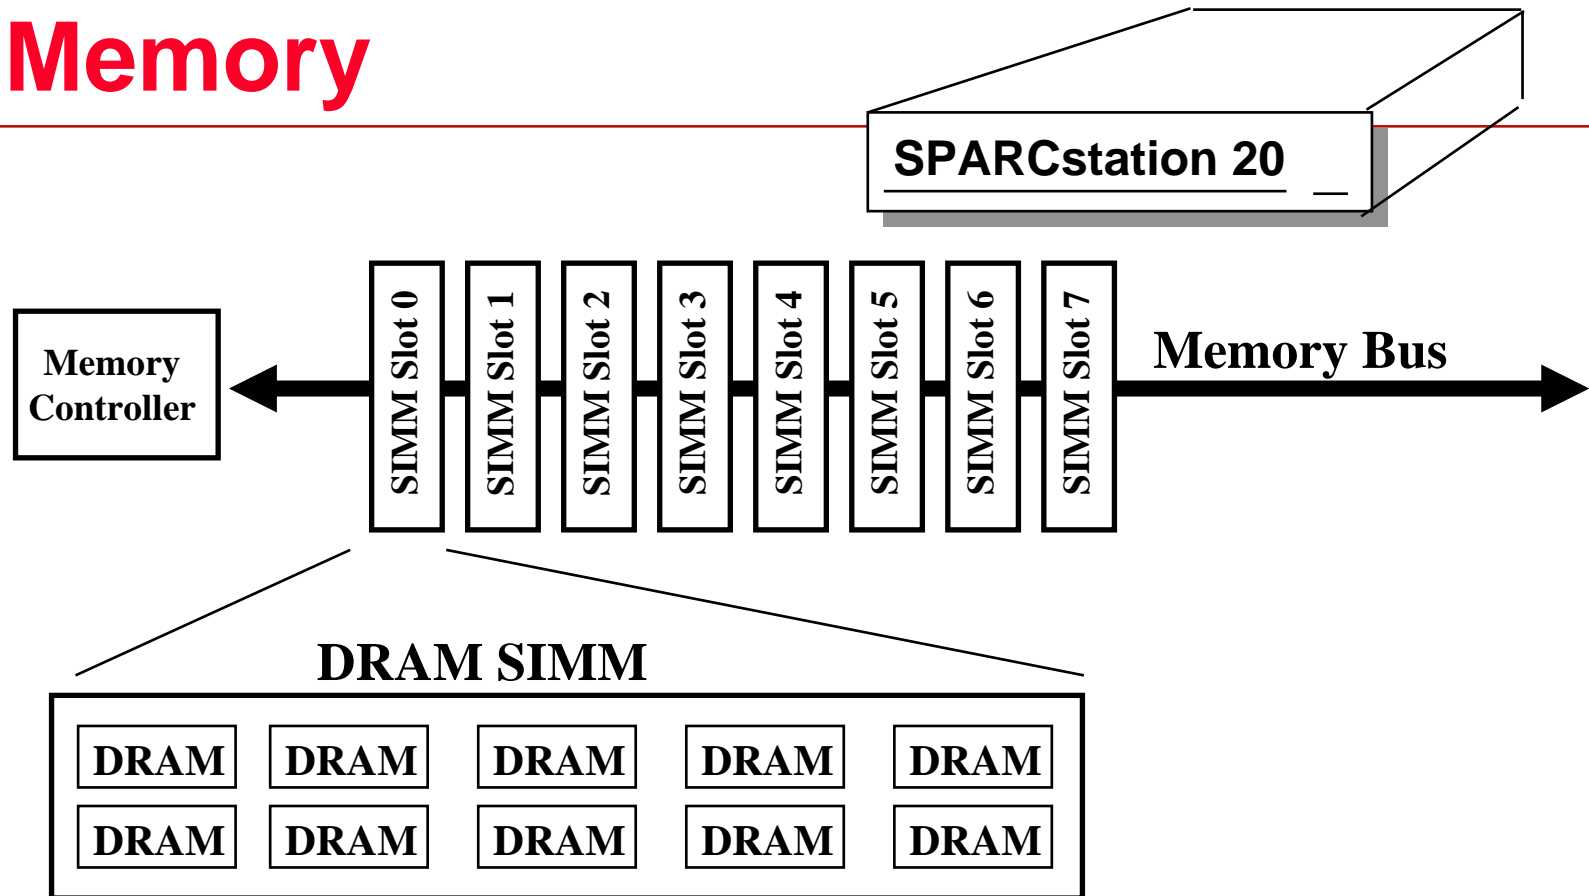 Memory
SPARCstation 20 _
Memory
Controller
SIMM Slot 0
SIMM Slot 1
SIMM Slot 2
SIMM Slot 3
SIMM Slot 4
SIMM Slot 5
SIMM Slot 6
SIMM Slot 7
Memory Bus
DRAM SIMM
DRAM DRAM DRAM DRAM DRAM
DRAM DRAM DRAM DRAM DRAM